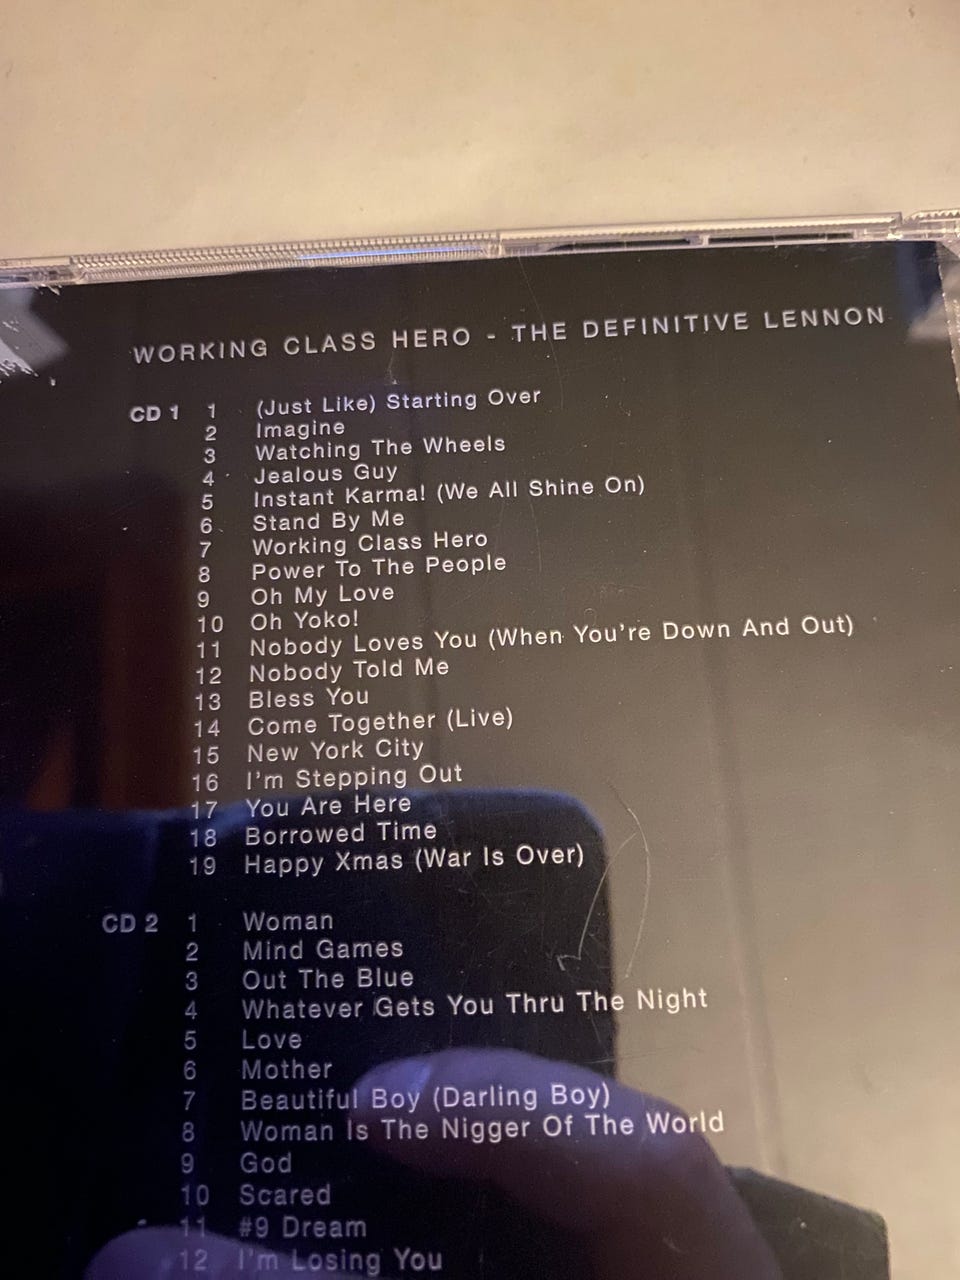 WORKING CLASS HERO - THE DEFINITIVE LENNON
CD 1 1 (Just Like) Starting Over
2 Imagine
3 Watching The Wheels
4 Jealous Guy
5 Instant Karma! (We All Shine On)
6 Stand By Me
7 Working Class Hero
8 Power To The People
9 Oh My Love
10 Oh Yoko!
11 Nobody Loves You (When You're Down And Out)
12 Nobody Told Me
13 Bless You
14 Come Together (Live)
15 New York City
16 I'm Stepping Out
17 You Are Here
18 Borrowed Time
19 Happy Xmas (War Is Over)
CD 2 1 Woman
2 Mind Games
3 Out The Blue
4 Whatever Gets You Thru The Night
5 Love
6 Mother
7 Beautiful Boy (Darling Boy)
8 Woman Is The Nigger Of The World
9 God
10 Scared
11 #9 Dream
12 I'm Losing You